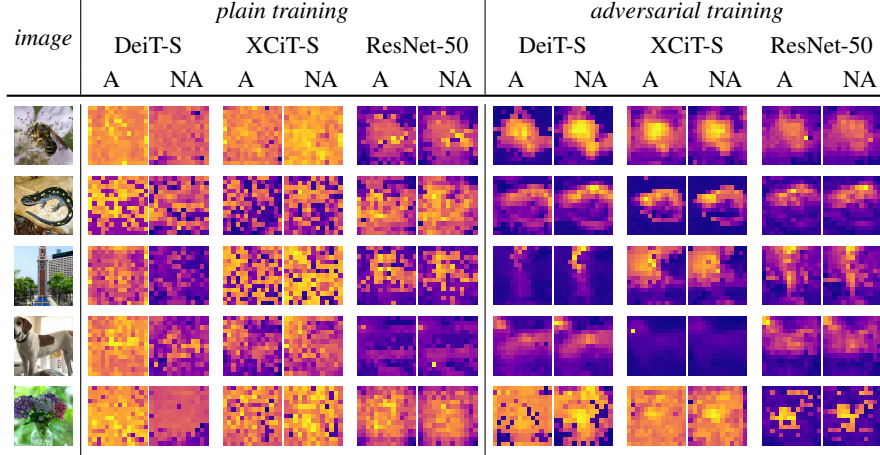 image
plain training
adversarial training
DeiT-S XCiT-S ResNet-50 DeiT-S XCiT-S ResNet-50
A NA A NA A NA A NA A NA A NA